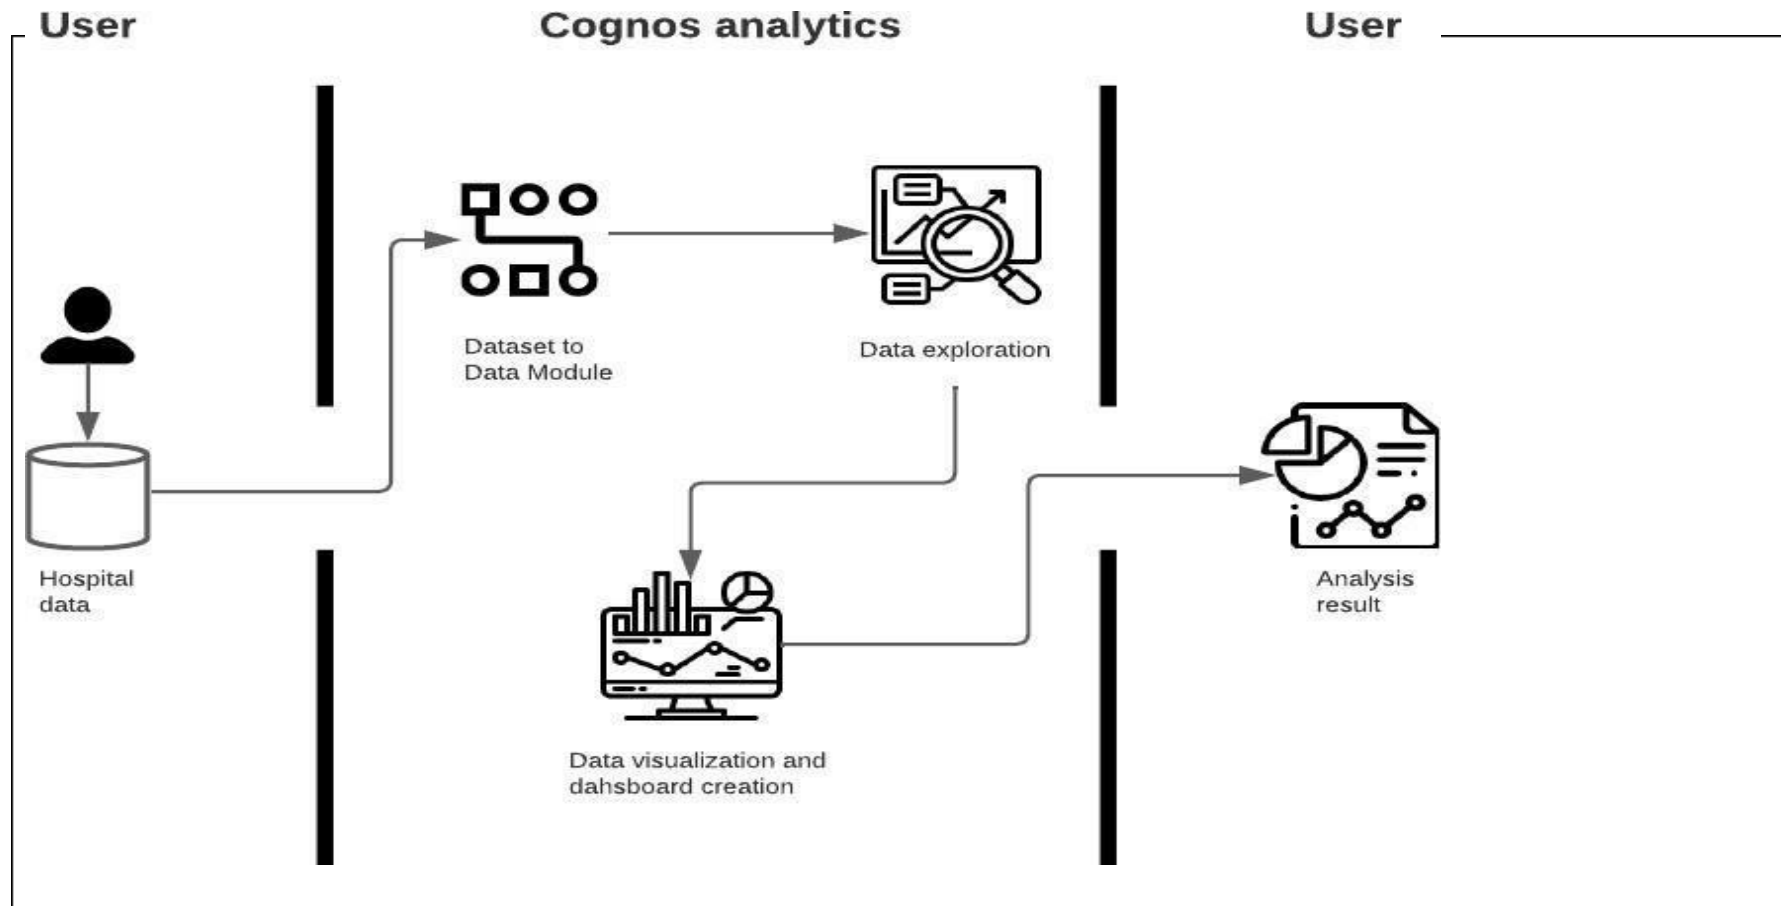 User
Cognos analytics
User
Dataset to
Data Module
Data exploration
Hospital
data
Analysis
result
Data visualization and
dahsboard creation